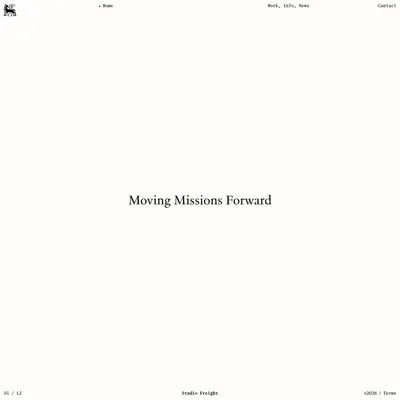 Home
Work, Info, News
Contact
Moving Missions Forward
IG / LI
Studio Freight
©2026 / Terms